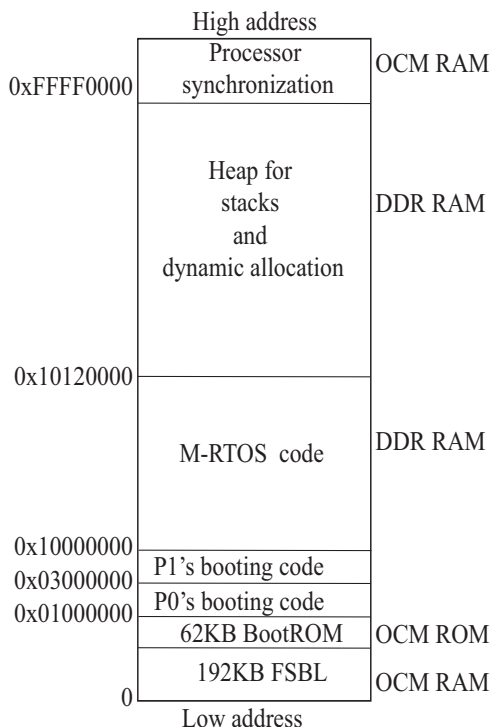 High address
Processor
synchronization
OCM RAM
0xFFFF0000
Heap for
stacks
and
dynamic allocation
DDR RAM
0x10120000
M-RTOS code
DDR RAM
0x10000000
P1's booting code
0x03000000
P0's booting code
0x01000000
62KB BootROM
OCM ROM
192KB FSBL
OCM RAM
0
Low address